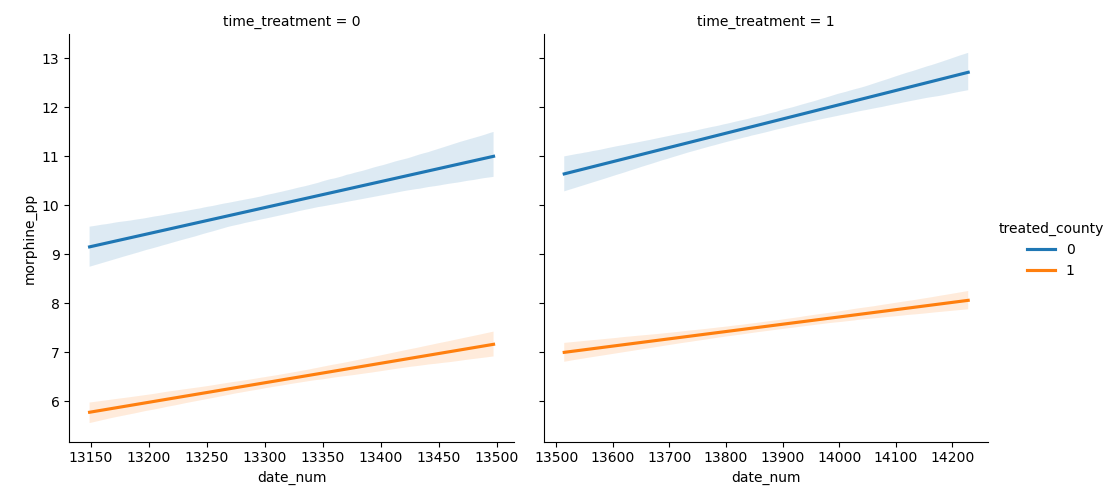 time_treatment = 0
time_treatment = 1
morphine_pp
13
12
11
10
9
8
7
6
13150 13200 13250 13300 13350 13400 13450 13500
date_num
13500 13600 13700 13800 13900 14000 14100 14200
date_num
treated_county
0
1